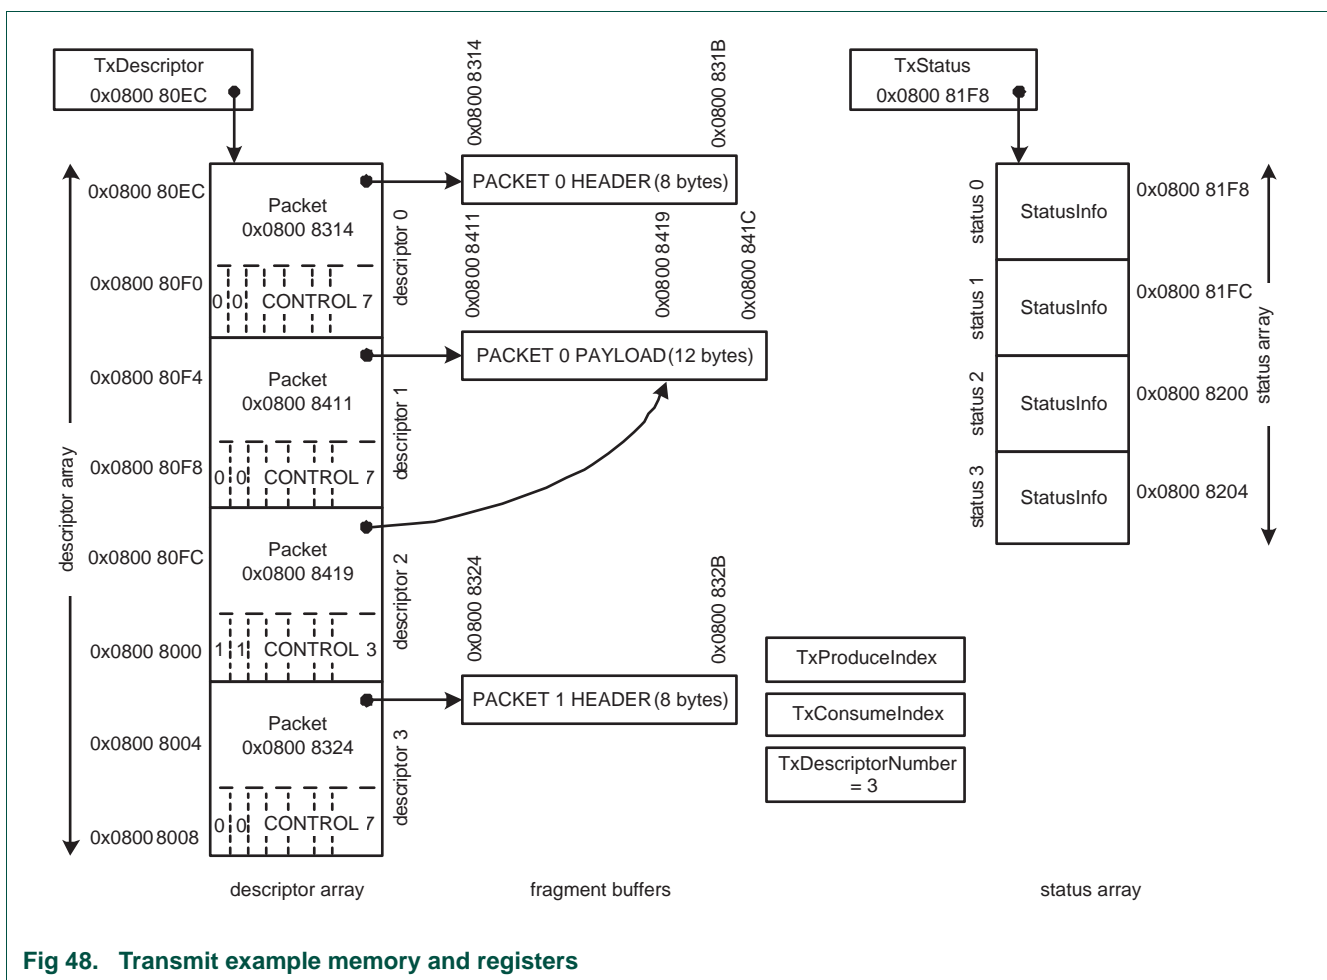 TxDescriptor
0x0800 80EC
0x0800 8314
0x0800 831B
TxStatus
0x0800 81F8
0x0800 80EC
Packet
0x0800 8314
0x0800 80F0
0 0 CONTROL 7
descriptor 0
PACKET 0 HEADER (8 bytes)
0x0800 8411
0x0800 8419
0x0800 841C
0x0800 80F4
Packet
0x0800 8411
0x0800 80F8
0 0 CONTROL 7
descriptor 1
PACKET 0 PAYLOAD (12 bytes)
descriptor array
0x0800 80FC
Packet
0x0800 8419
0x0800 8000
1 1 CONTROL 3
descriptor 2
0x0800 8324
0x0800 832B
0x0800 8004
Packet
0x0800 8324
0x0800 8008
0 0 CONTROL 7
descriptor 3
PACKET 1 HEADER (8 bytes)
status 0
StatusInfo
0x0800 81F8
status 1
StatusInfo
0x0800 81FC
status 2
StatusInfo
0x0800 8200
status 3
StatusInfo
0x0800 8204
status array
TxProduceIndex
TxConsumeIndex
TxDescriptorNumber
= 3
descriptor array
fragment buffers
status array
Fig 48. Transmit example memory and registers